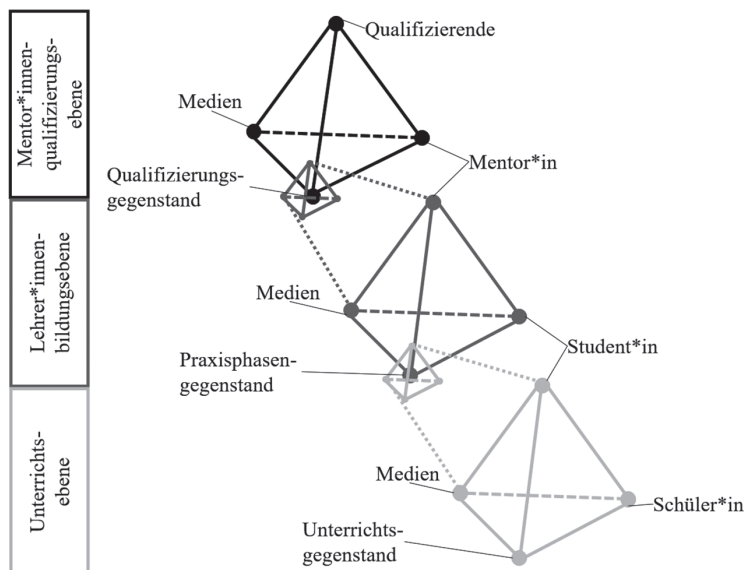 Mentor*innen-
qualifizierungs-
ebene
Lehrer*innen-
bildungsebene
Unterrichts-
ebene
Qualifizierende
Medien
Mentor*in
Qualifizierungs-
gegenstand
Medien
Student*in
Praxisphasen-
gegenstand
Medien
Schüler*in
Unterrichts-
gegenstand